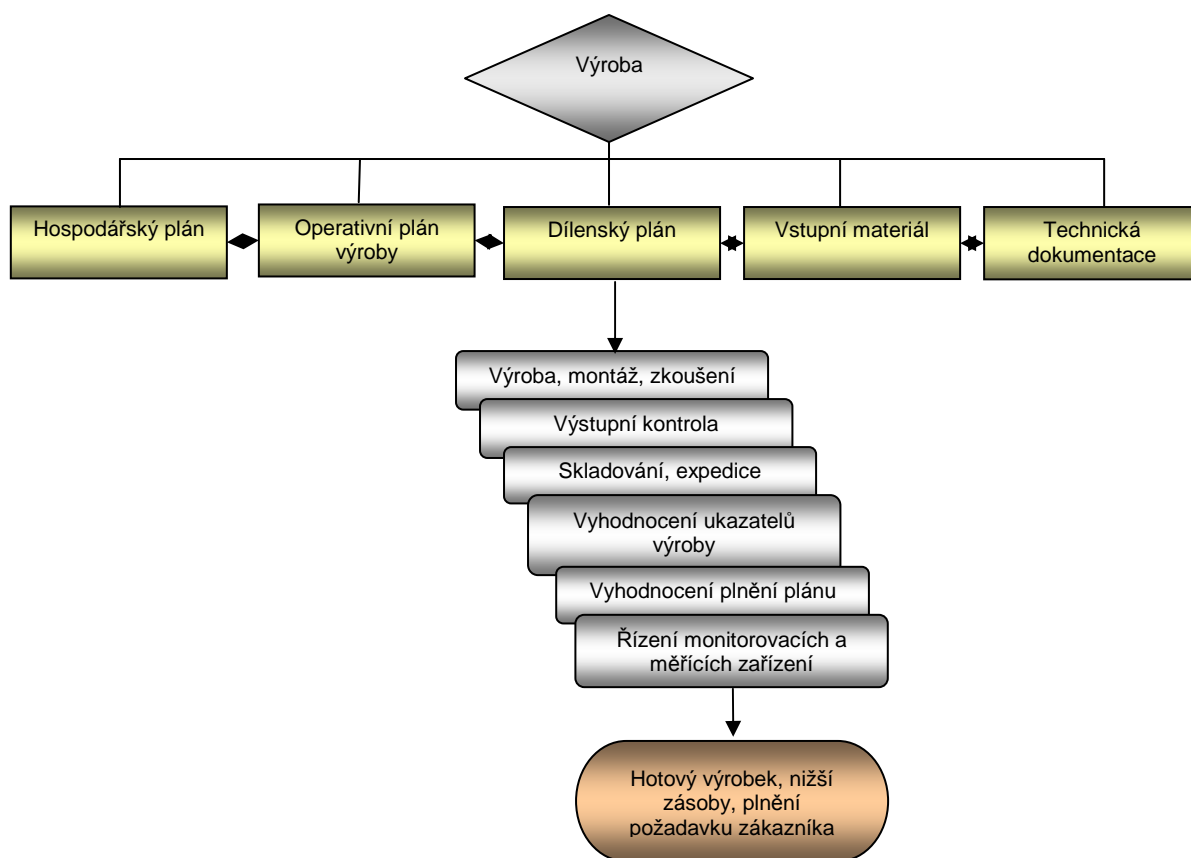 Výroba
Hospodářský plán
Operativní plán
výroby
Dílenský plán
Vstupní materiál
Technická
dokumentace
Výroba, montáž, zkoušení
Výstupní kontrola
Skladování, expedice
Vyhodnocení ukazatelů
výroby
Vyhodnocení plnění plánu
Řízení monitorovacích a
měřících zařízení
Hotový výrobek, nižší
zásoby, plnění
požadavku zákazníka